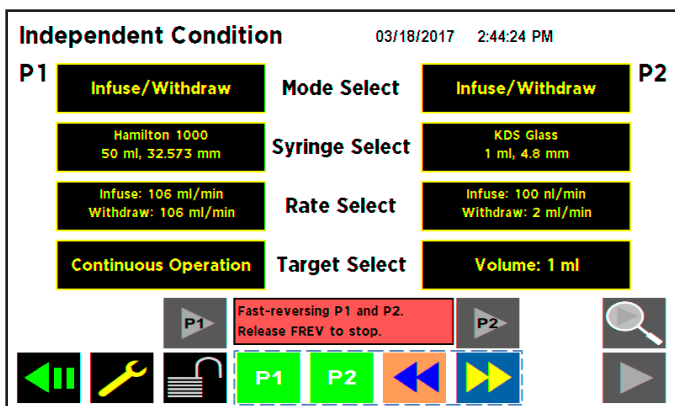 Independent Condition 03/18/2017 2:44:24 PM
P1 Infuse/Withdraw Mode Select Infuse/Withdraw P2
Hamilton 1000
50 ml, 32.573 mm
Syringe Select
KDS Glass
1 ml, 4.8 mm
Infuse: 106 ml/min
Withdraw: 106 ml/min
Rate Select
Infuse: 100 nl/min
Withdraw: 2 ml/min
Continuous Operation Target Select Volume: 1 ml
P1
Fast-reversing P1 and P2.
Release FREV to stop.
P2
P1 P2